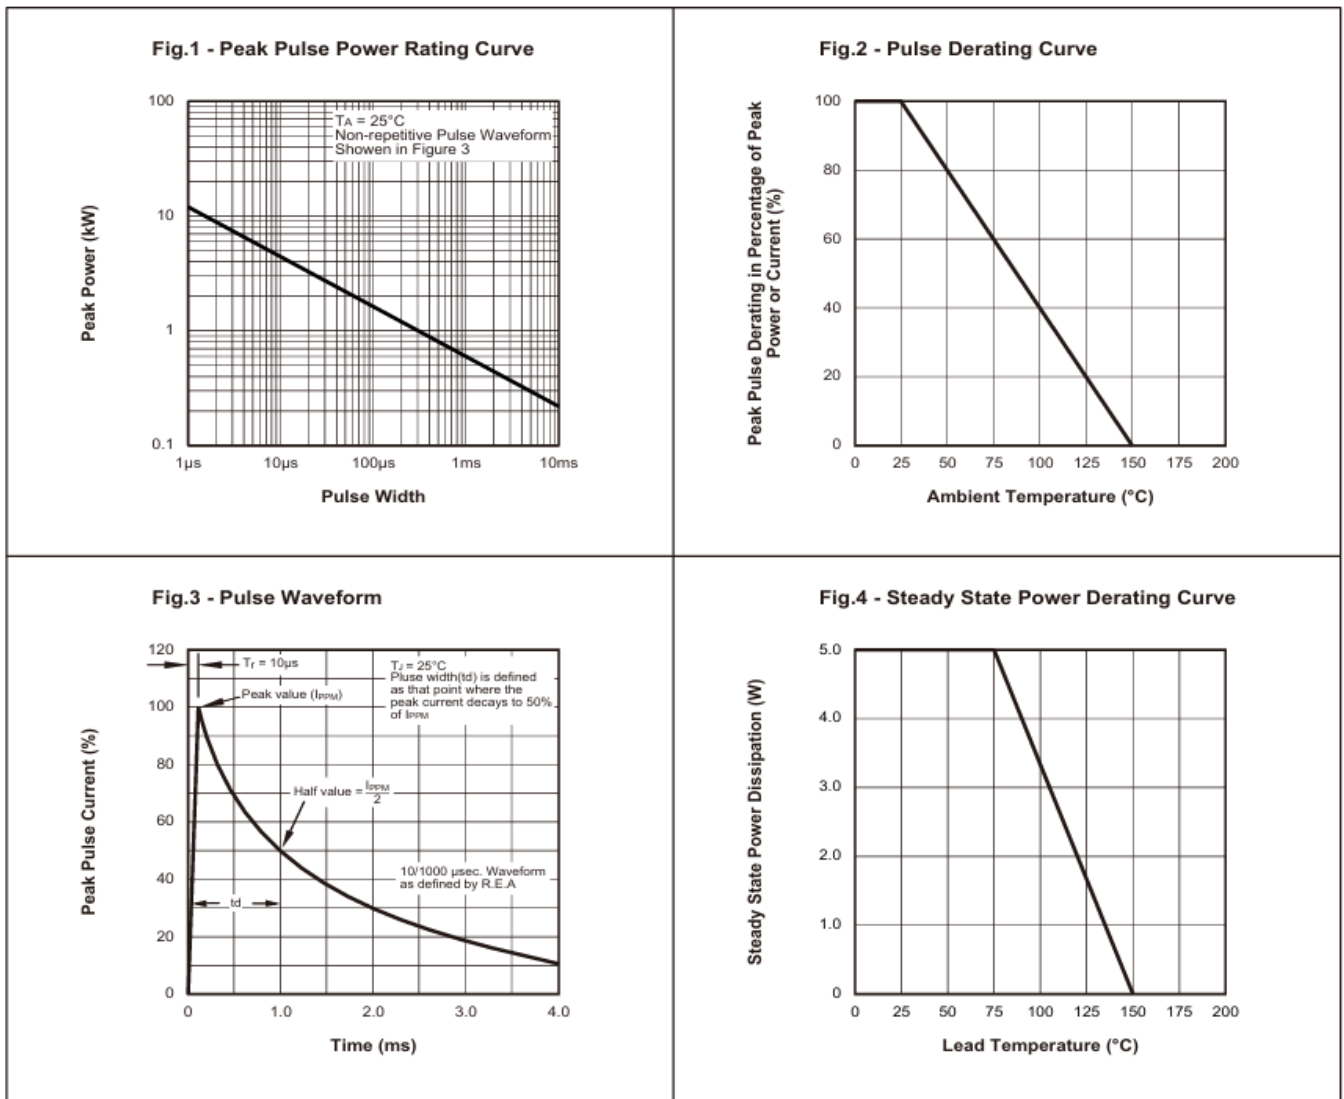 Fig.1 - Peak Pulse Power Rating Curve
Peak Power (kW)
100
10
1
0.1
TA = 25°C
Non-repetitive Pulse Waveform
Showen in Figure 3
1µs 10µs 100µs 1ms 10ms
Pulse Width
Fig.2 - Pulse Derating Curve
Peak Pulse Derating in Percentage of Peak
Power or Current (%)
100
80
60
40
20
0
0 25 50 75 100 125 150 175 200
Ambient Temperature (°C)
Fig.3 - Pulse Waveform
Peak Pulse Current (%)
120
100
80
60
40
20
0
Tr = 10µs
Peak value (IPPM)
TJ = 25°C
Pluse width(td) is defined
as that point where the
peak current decays to 50%
of IPPM
Half value = IPPM
2
10/1000 µsec. Waveform
as defined by R.E.A
td
0 1.0 2.0 3.0 4.0
Time (ms)
Fig.4 - Steady State Power Derating Curve
Steady State Power Dissipation (W)
5.0
4.0
3.0
2.0
1.0
0
0 25 50 75 100 125 150 175 200
Lead Temperature (°C)